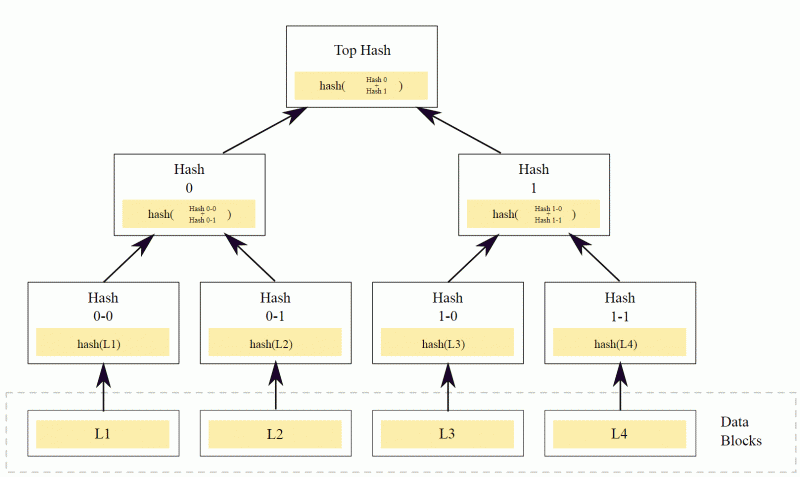 Top Hash
hash( Hash 0 + Hash 1 )
Hash
0
hash( Hash 0-0 + Hash 0-1 )
Hash
1
hash( Hash 1-0 + Hash 1-1 )
Hash
0-0
hash(L1)
Hash
0-1
hash(L2)
Hash
1-0
hash(L3)
Hash
1-1
hash(L4)
L1
L2
L3
L4
Data
Blocks